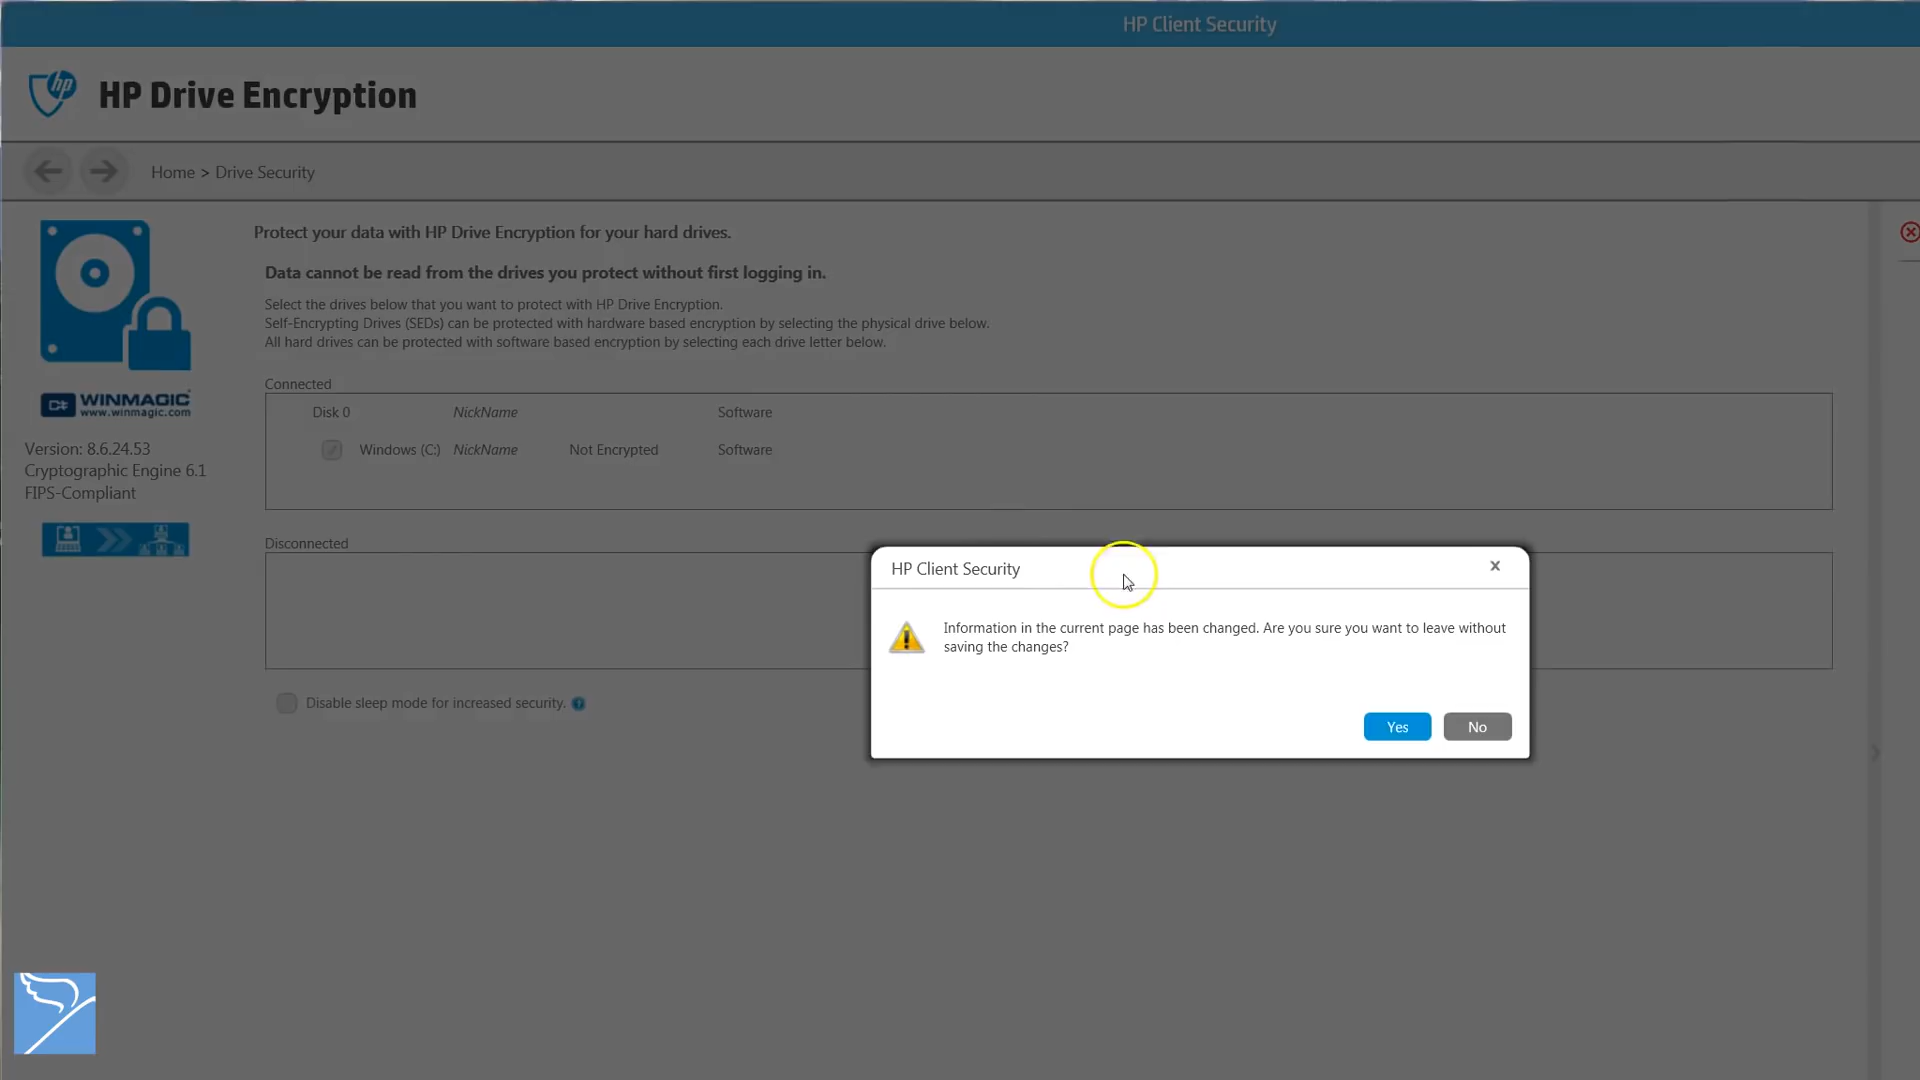 HP Client Security
hp
HP Drive Encryption
Home > Drive Security
Protect your data with HP Drive Encryption for your hard drives.
Data cannot be read from the drives you protect without first logging in.
Select the drives below that you want to protect with HP Drive Encryption.
Self-Encrypting Drives (SEDs) can be protected with hardware based encryption by selecting the physical drive below.
All hard drives can be protected with software based encryption by selecting each drive letter below.
WINMAGIC
www.winmagic.com
Version: 8.6.24.53
Cryptographic Engine 6.1
FIPS-Compliant
Connected
Disk 0 NickName Software
Windows (C:) NickName Not Encrypted Software
Disconnected
Disable sleep mode for increased security. ?
HP Client Security x
Information in the current page has been changed. Are you sure you want to leave without
saving the changes?
Yes No